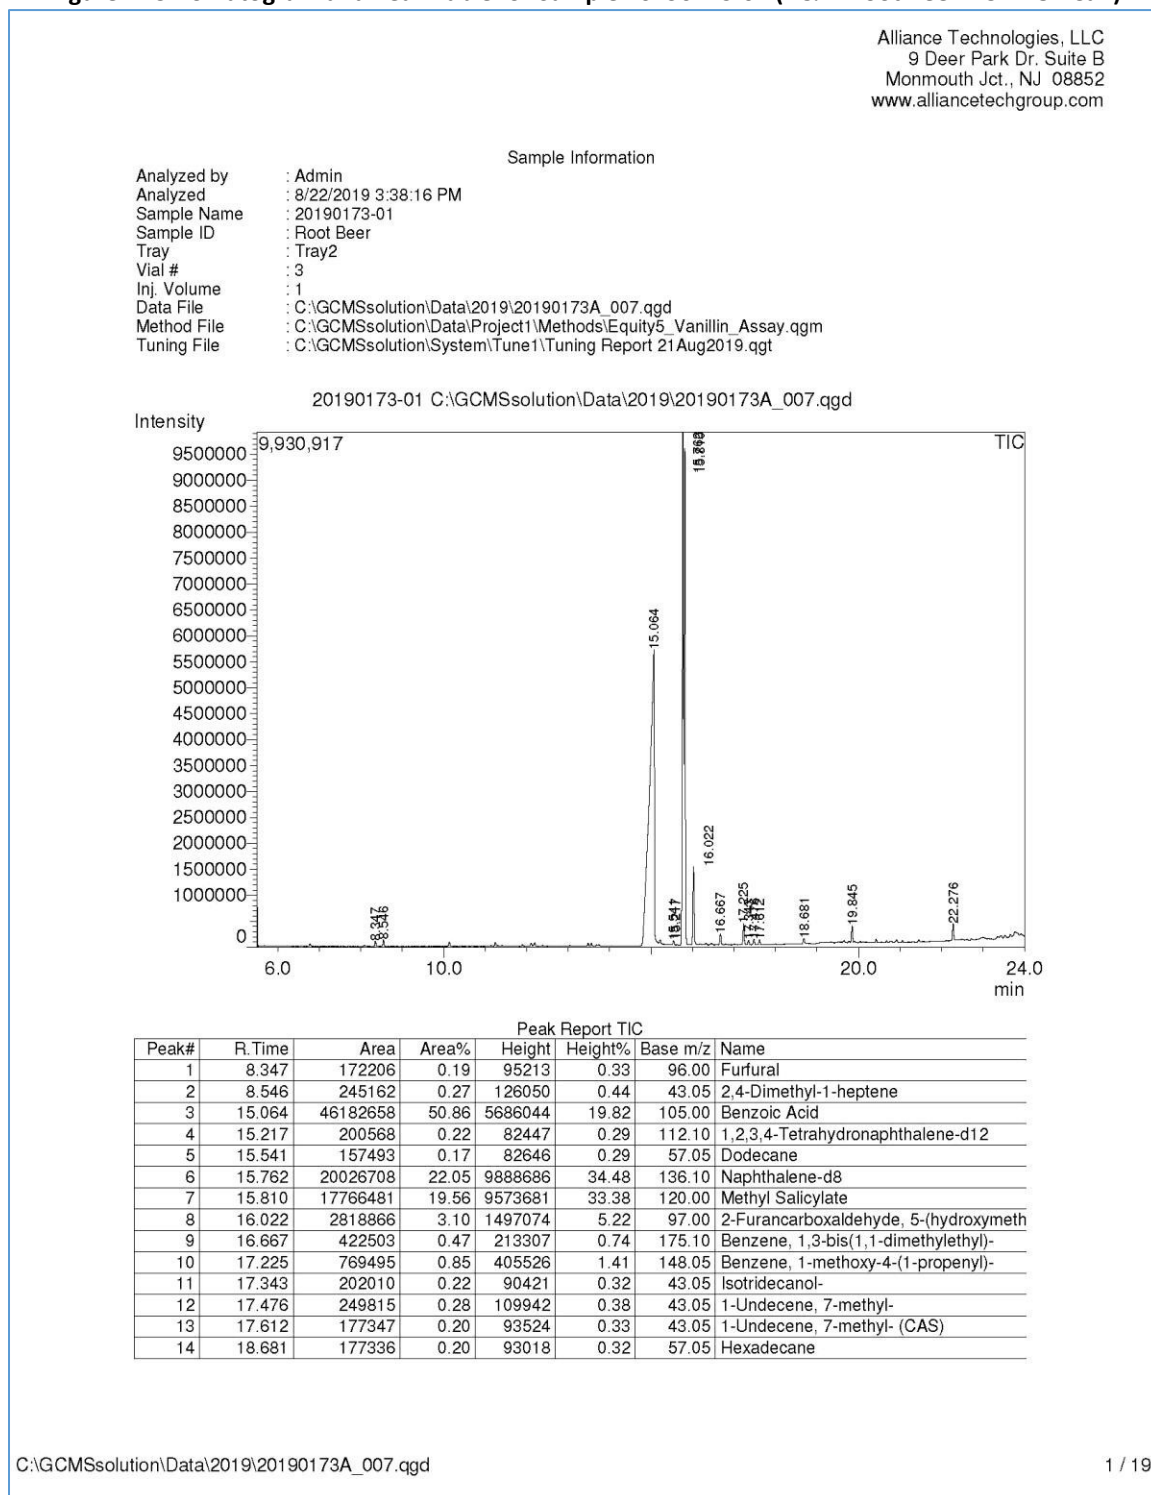 Alliance Technologies, LLC
9 Deer Park Dr. Suite B
Monmouth Jct., NJ 08852
www.alliancetechgroup.com
Sample Information
Analyzed by : Admin
Analyzed : 8/22/2019 3:38:16 PM
Sample Name : 20190173-01
Sample ID : Root Beer
Tray : Tray2
Vial # : 3
Inj. Volume : 1
Data File : C:\GCMSsolution\Data\2019\20190173A_007.qgd
Method File : C:\GCMSsolution\Data\Project1\Methods\Equity5_Vanillin_Assay.qgm
Tuning File : C:\GCMSsolution\System\Tune1\Tuning Report 21Aug2019.qgt
20190173-01 C:\GCMSsolution\Data\2019\20190173A_007.qgd
Intensity
9,930,917 TIC
9500000
9000000
8500000
8000000
7500000
7000000
6500000
6000000
5500000
5000000
4500000
4000000
3500000
3000000
2500000
2000000
1500000
1000000
0
8.347
8.546
15.064
16.022
16.667
17.225
17.612
18.681
19.845
22.276
6.0 10.0 20.0 24.0
min
Peak Report TIC
Peak# R.Time Area Area% Height Height% Base m/z Name
1 8.347 172206 0.19 95213 0.33 96.00 Furfural
2 8.546 245162 0.27 126050 0.44 43.05 2,4-Dimethyl-1-heptene
3 15.064 46182658 50.86 5686044 19.82 105.00 Benzoic Acid
4 15.217 200568 0.22 82447 0.29 112.10 1,2,3,4-Tetrahydronaphthalene-d12
5 15.541 157493 0.17 82646 0.29 57.05 Dodecane
6 15.762 20026708 22.05 9888686 34.48 136.10 Naphthalene-d8
7 15.810 17766481 19.56 9573681 33.38 120.00 Methyl Salicylate
8 16.022 2818866 3.10 1497074 5.22 97.00 2-Furancarboxaldehyde, 5-(hydroxymeth
9 16.667 422503 0.47 213307 0.74 175.10 Benzene, 1,3-bis(1,1-dimethylethyl)-
10 17.225 769495 0.85 405526 1.41 148.05 Benzene, 1-methoxy-4-(1-propenyl)-
11 17.343 202010 0.22 90421 0.32 43.05 Isotridecanol-
12 17.476 249815 0.28 109942 0.38 43.05 1-Undecene, 7-methyl-
13 17.612 177347 0.20 93524 0.33 43.05 1-Undecene, 7-methyl- (CAS)
14 18.681 177336 0.20 93018 0.32 57.05 Hexadecane
C:\GCMSsolution\Data\2019\20190173A_007.qgd 1 / 19